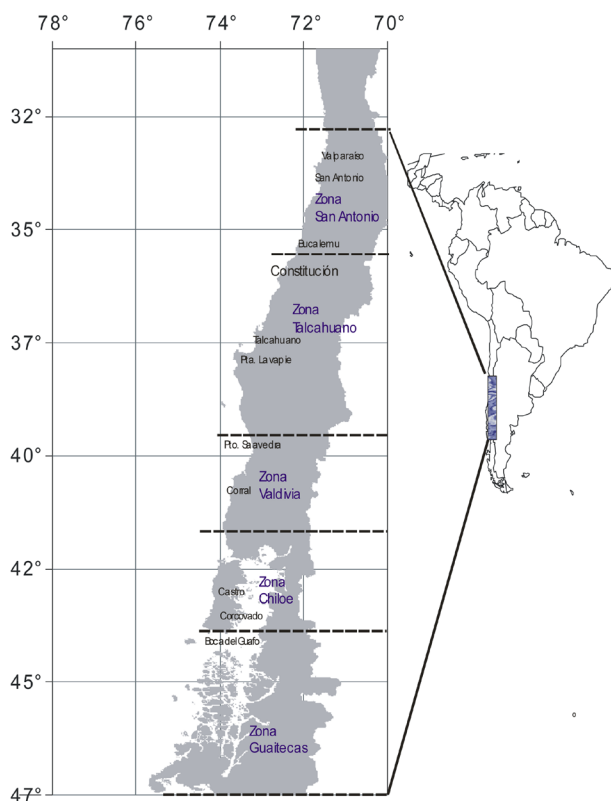 78° 76° 74° 72° 70°
32°
Valparaiso
San Antonio
Zona
San Antonio
35°
Bucalemu
Constitución
Zona
Talcahuano
37°
Talcahuano
Pta. Lavapie
Pto. Saavedra
40°
Zona
Valdivia
Corral
42°
Zona
Chiloe
Castro
Corcovado
Boca del Guafo
45°
Zona
Guaitecas
47°